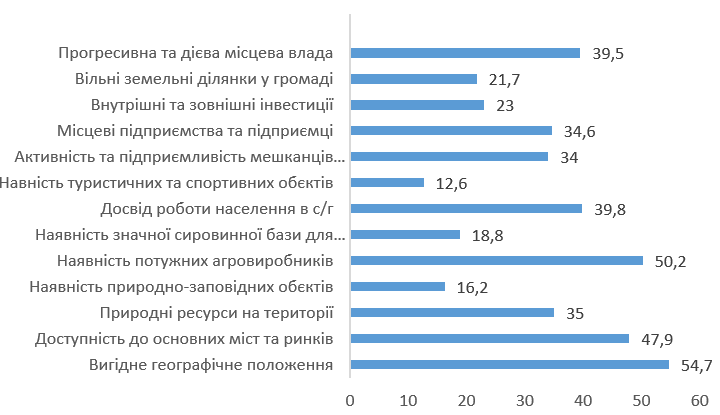 Прогресивна та дієва місцева влада 39,5
Вільні земельні ділянки у громаді 21,7
Внутрішні та зовнішні інвестиції 23
Місцеві підприємства та підприємці 34,6
Активність та підприємливість мешканців... 34
Навність туристичних та спортивних обєктів 12,6
Досвід роботи населення в с/г 39,8
Наявність значної сировинної бази для... 18,8
Наявність потужних агровиробників 50,2
Наявність природно-заповідних обєктів 16,2
Природні ресурси на території 35
Доступність до основних міст та ринків 47,9
Вигідне географічне положення 54,7
0 10 20 30 40 50 60